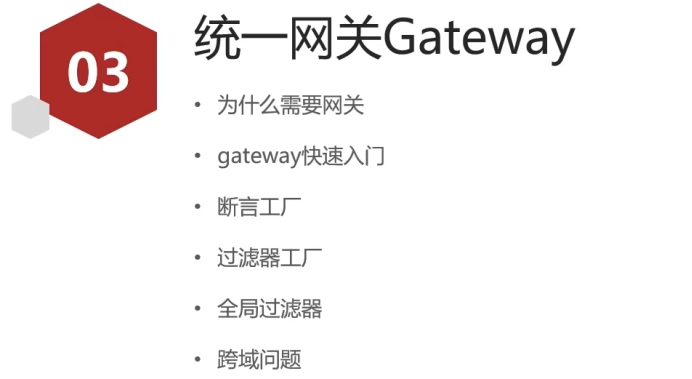 03
统一网关Gateway
• 为什么需要网关
• gateway快速入门
• 断言工厂
• 过滤器工厂
• 全局过滤器
• 跨域问题